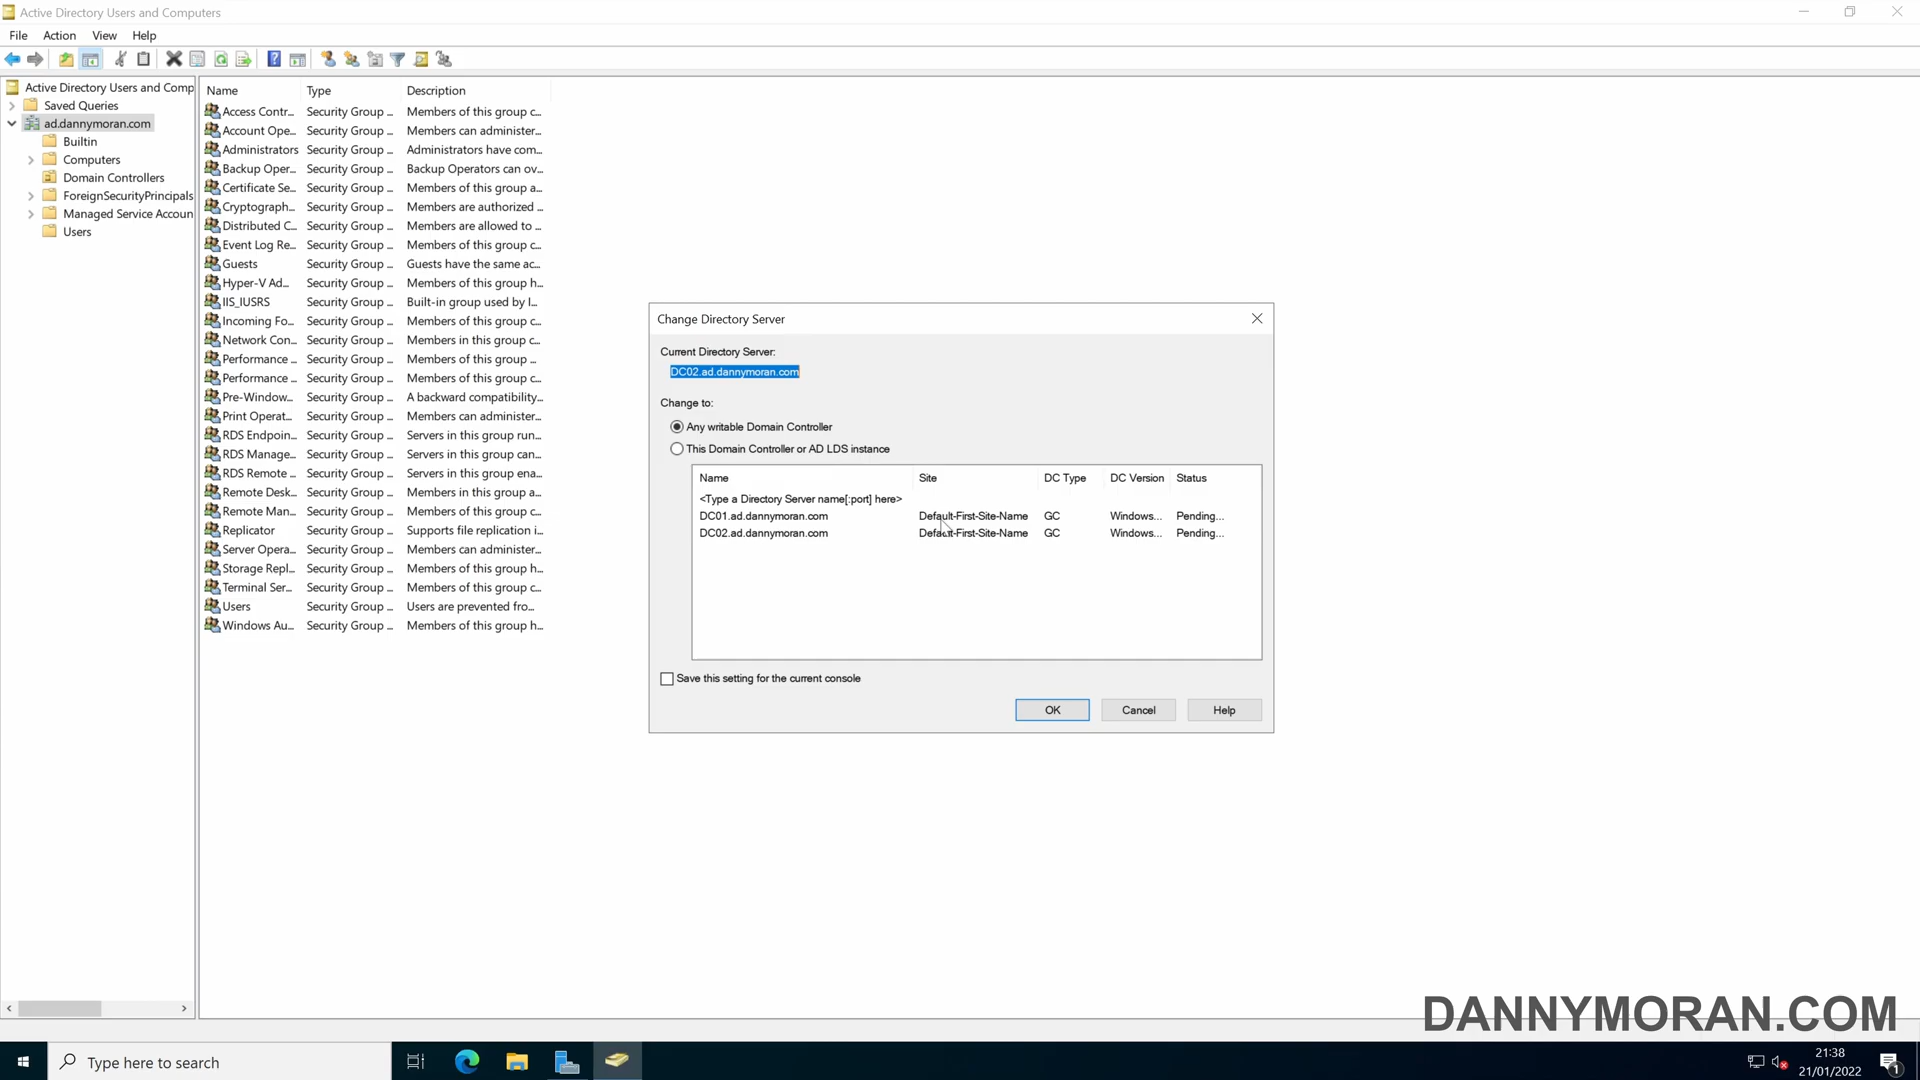 Active Directory Users and Computers
File Action View Help
Active Directory Users and Comp
Saved Queries
ad.dannymoran.com
Builtin
Computers
Domain Controllers
ForeignSecurityPrincipals
Managed Service Accoun
Users
Name Type Description
Access Contr... Security Group ... Members of this group c...
Account Ope... Security Group ... Members can administer...
Administrators Security Group ... Administrators have com...
Backup Oper... Security Group ... Backup Operators can ov...
Certificate Se... Security Group ... Members of this group a...
Cryptograph... Security Group ... Members are authorized ...
Distributed C... Security Group ... Members are allowed to ...
Event Log Re... Security Group ... Members of this group c...
Guests Security Group ... Guests have the same ac...
Hyper-V Ad... Security Group ... Members of this group h...
IIS_IUSRS Security Group ... Built-in group used by I...
Incoming Fo... Security Group ... Members of this group c...
Network Con... Security Group ... Members in this group c...
Performance ... Security Group ... Members of this group ...
Performance ... Security Group ... Members of this group c...
Pre-Window... Security Group ... A backward compatibility...
Print Operat... Security Group ... Members can administer...
RDS Endpoin... Security Group ... Servers in this group run...
RDS Manage... Security Group ... Servers in this group can...
RDS Remote ... Security Group ... Servers in this group ena...
Remote Desk... Security Group ... Members in this group a...
Remote Man... Security Group ... Members of this group c...
Replicator Security Group ... Supports file replication i...
Server Opera... Security Group ... Members can administer...
Storage Repl... Security Group ... Members of this group h...
Terminal Ser... Security Group ... Members of this group c...
Users Security Group ... Users are prevented fro...
Windows Au... Security Group ... Members of this group h...
Change Directory Server
Current Directory Server:
DC02.ad.dannymoran.com
Change to:
Any writable Domain Controller
This Domain Controller or AD LDS instance
Name Site DC Type DC Version Status
<Type a Directory Server name[:port] here>
DC01.ad.dannymoran.com Default-First-Site-Name GC Windows... Pending...
DC02.ad.dannymoran.com Default-First-Site-Name GC Windows... Pending...
Save this setting for the current console
OK Cancel Help
DANNYMORAN.COM
Type here to search
21:38
21/01/2022
1